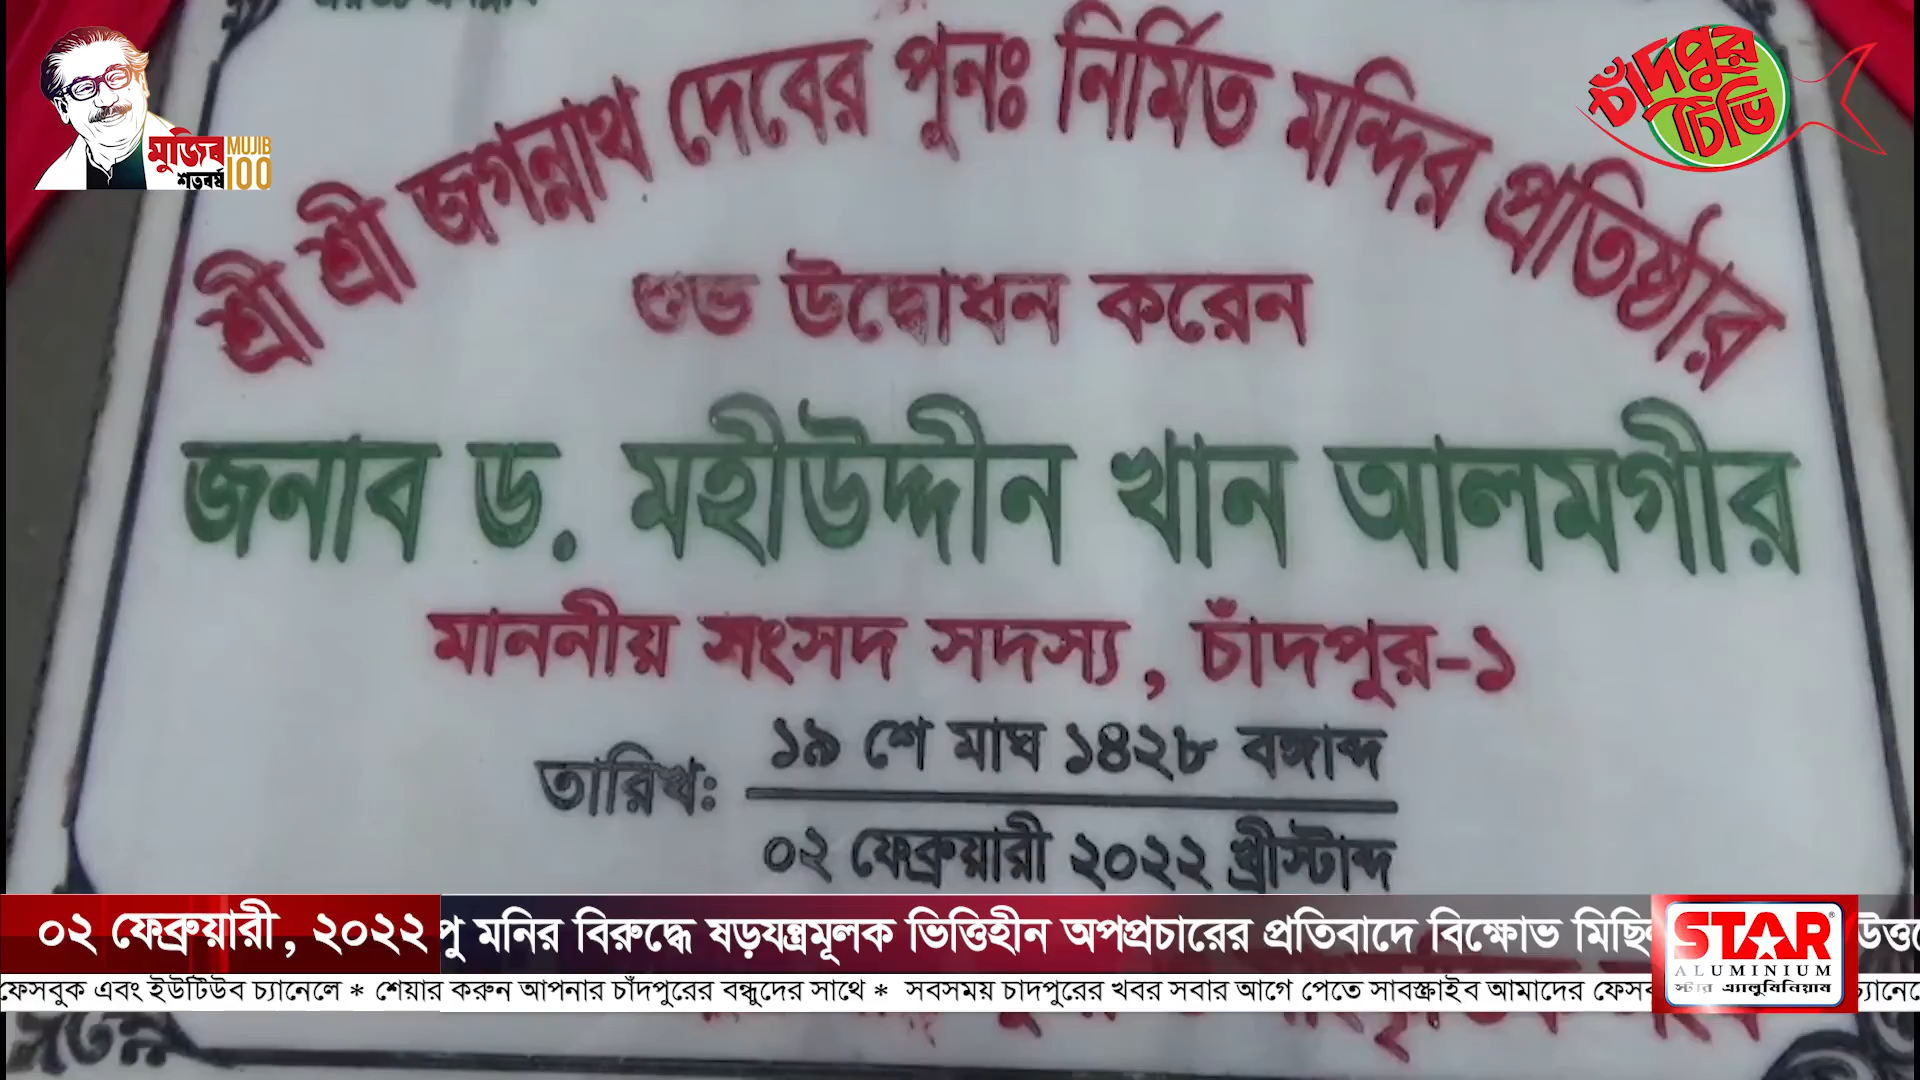 মুজিব
শতবর্ষ
MUJIB
100
চাঁদপুর
টিভি
শ্রী শ্রী জগন্নাথ দেবের পুনঃ নির্মিত মন্দির প্রতিষ্ঠার
শুভ উদ্বোধন করেন
জনাব ড. মহীউদ্দীন খান আলমগীর
মাননীয় সংসদ সদস্য, চাঁদপুর-১
তারিখঃ
১৯ শে মাঘ ১৪২৮ বঙ্গাব্দ
০২ ফেব্রুয়ারী ২০২২ খ্রীস্টাব্দ
০২ ফেব্রুয়ারী, ২০২২
পু মনির বিরুদ্ধে ষড়যন্ত্রমূলক ভিত্তিহীন অপপ্রচারের প্রতিবাদে বিক্ষোভ মিছিল
STAR
ALUMINIUM
স্টার এ্যালুমিনিয়াম
ফেসবুক এবং ইউটিউব চ্যানেলে * শেয়ার করুন আপনার চাঁদপুরের বন্ধুদের সাথে * সবসময় চাদপুরের খবর সবার আগে পেতে সাবস্ক্রাইব আমাদের